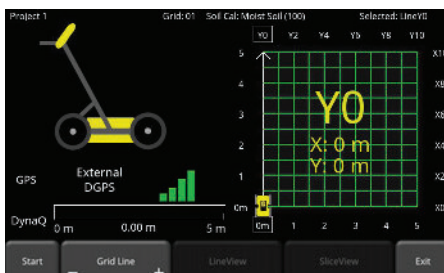 Project 1 Grid: 01 Soil Cal: Moist Soil (100) Selected: LineY0
Y0 Y2 Y4 Y6 Y8 Y10
5 X10
4 X8
3 X6
2 X4
1 X2
0m X0
Y0
X: 0 m
Y: 0 m
0m 1 2 3 4 5
GPS External
DGPS
DynaQ
0 m 0.00 m 5 m
Start Grid Line - + LineView SliceView Exit